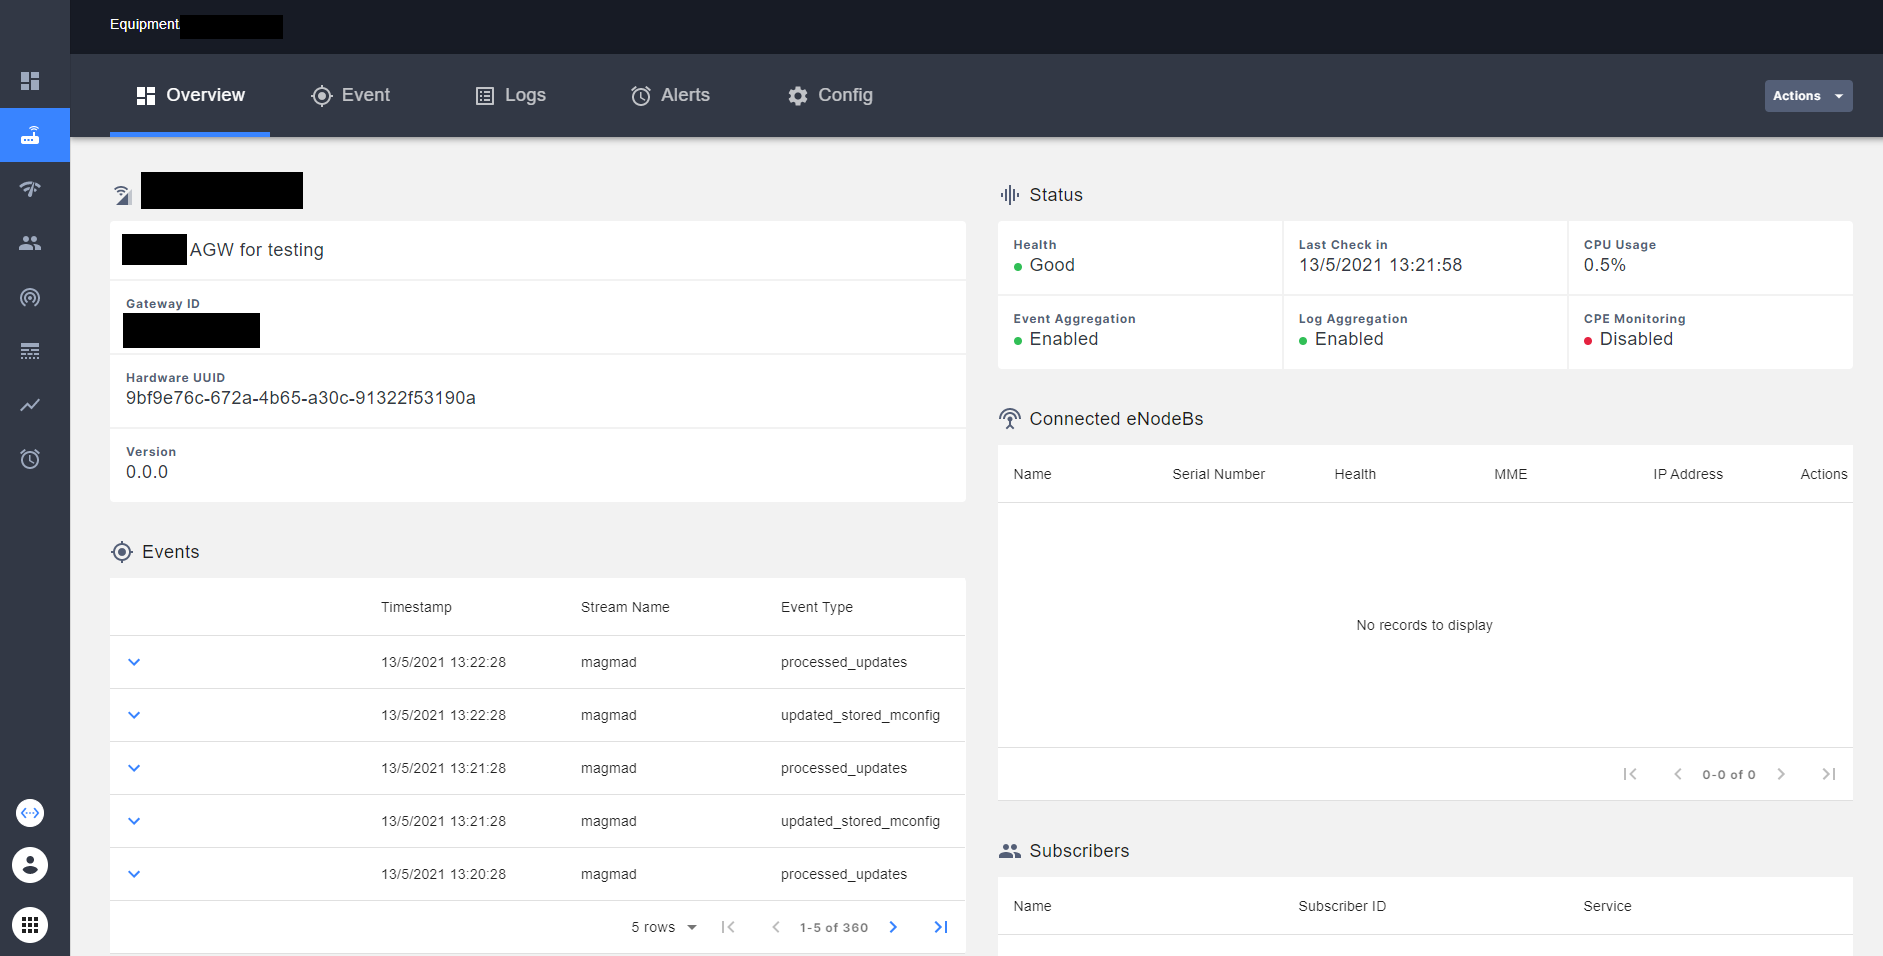 Equipment
Overview
Event
Logs
Alerts
Config
Actions
AGW for testing
Gateway ID
Hardware UUID
9bf9e76c-672a-4b65-a30c-91322f53190a
Version
0.0.0
Events
Timestamp Stream Name Event Type
13/5/2021 13:22:28 magmad processed_updates
13/5/2021 13:22:28 magmad updated_stored_mconfig
13/5/2021 13:21:28 magmad processed_updates
13/5/2021 13:21:28 magmad updated_stored_mconfig
13/5/2021 13:20:28 magmad processed_updates
5 rows 1-5 of 360
Status
Health
Good
Last Check in
13/5/2021 13:21:58
CPU Usage
0.5%
Event Aggregation
Enabled
Log Aggregation
Enabled
CPE Monitoring
Disabled
Connected eNodeBs
Name Serial Number Health MME IP Address Actions
No records to display
0-0 of 0
Subscribers
Name Subscriber ID Service